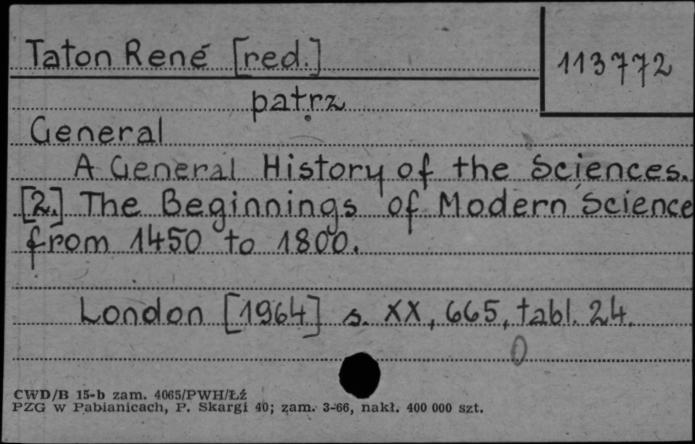 Taton René [red.]
113772
patrz
General
A General History of the Sciences.
[2.] The Beginnings of Modern Science
from 1450 to 1800.
London [1964] s. XX, 665, tabl. 24.
0
CWD/B 15-b zam. 4065/PWH/Łź
PZG w Pabianicach, P. Skargi 40; zam. 3-66, nakł. 400 000 szt.